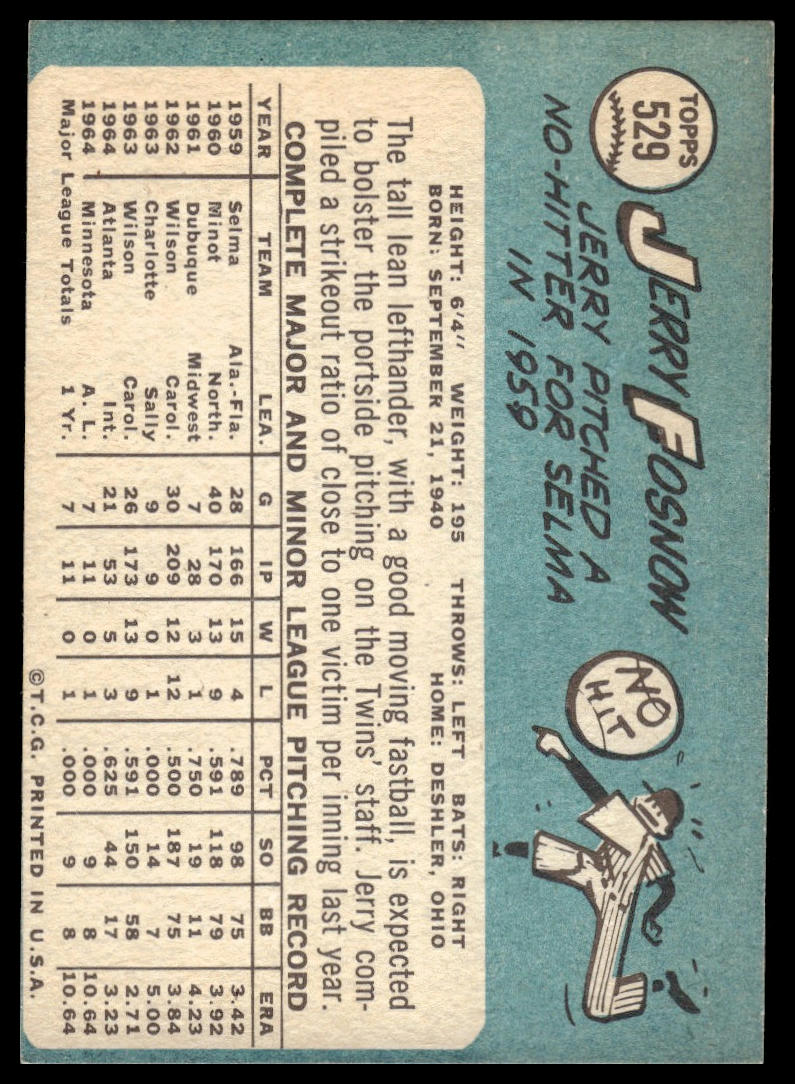 TOPPS
529
JERRY FOSNOW
JERRY PITCHED A
NO-HITTER FOR SELMA
IN 1959
NO
HIT
HEIGHT: 6'4" WEIGHT: 195 THROWS: LEFT BATS: RIGHT
BORN: SEPTEMBER 21, 1940 HOME: DESHLER, OHIO
The tall lean lefthander, with a good moving fastball, is expected
to bolster the portside pitching on the Twins' staff. Jerry com-
piled a strikeout ratio of close to one victim per inning last year.
COMPLETE MAJOR AND MINOR LEAGUE PITCHING RECORD
YEAR TEAM LEA. G IP W L PCT SO BB ERA
1959 Selma Ala.-Fla. 28 166 15 4 .789 98 75 3.42
1960 Minot North. 40 170 13 9 .591 118 79 3.92
1961 Dubuque Midwest 7 28 3 1 .750 19 11 4.23
1962 Wilson Carol. 30 209 12 12 .500 187 75 3.84
1963 Charlotte Sally 9 9 0 1 .000 14 7 5.00
1963 Wilson Carol. 26 173 13 9 .591 150 58 2.71
1964 Atlanta Int. 21 53 5 3 .625 44 17 3.23
1964 Minnesota A. L. 7 11 0 1 .000 9 8 10.64
Major League Totals 1 Yr. 7 11 0 1 .000 9 8 10.64
©T.C.G. PRINTED IN U.S.A.